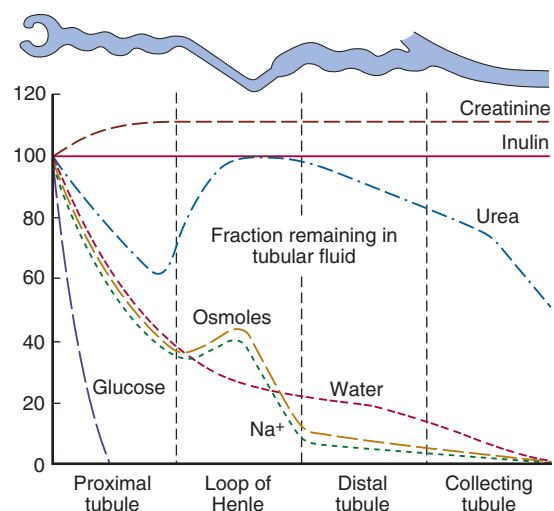 120
Creatinine
Inulin
100
80
Urea
Fraction remaining in
tubular fluid
60
Osmoles
40
Glucose
Water
20
Na+
0
Proximal
tubule
Loop of
Henle
Distal
tubule
Collecting
tubule